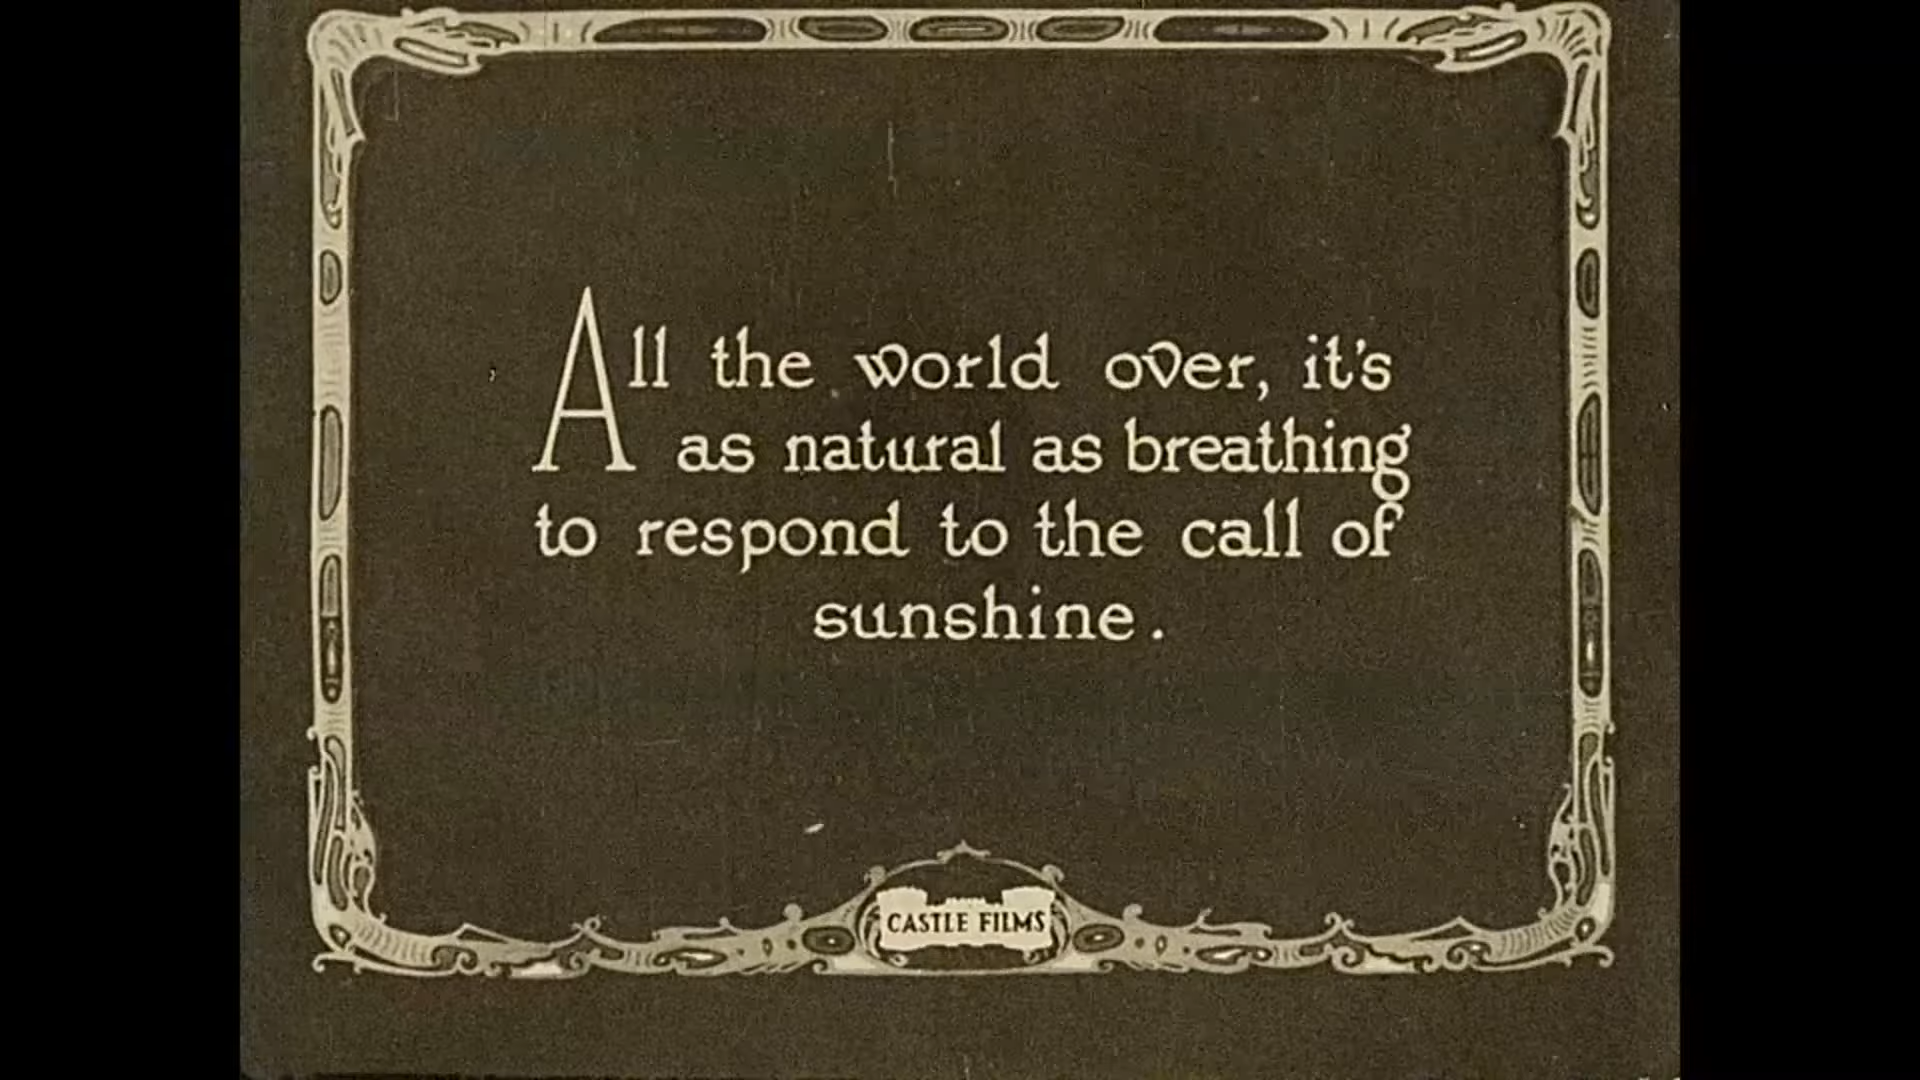 All the world over, it's
as natural as breathing
to respond to the call of
sunshine.
CASTLE FILMS